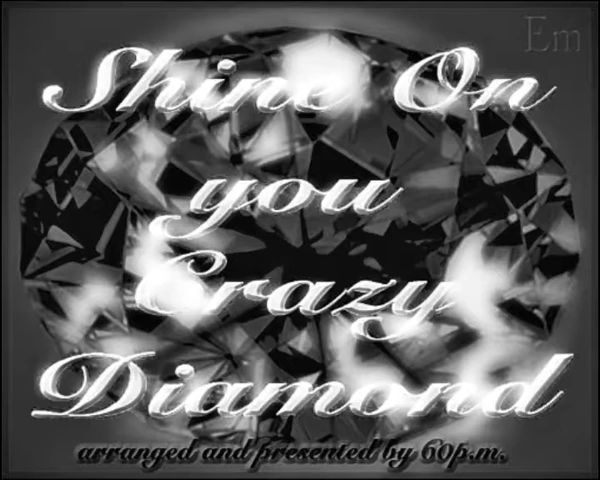 Em
Shine On
you
Crazy
Diamond
arranged and presented by 60p.m.